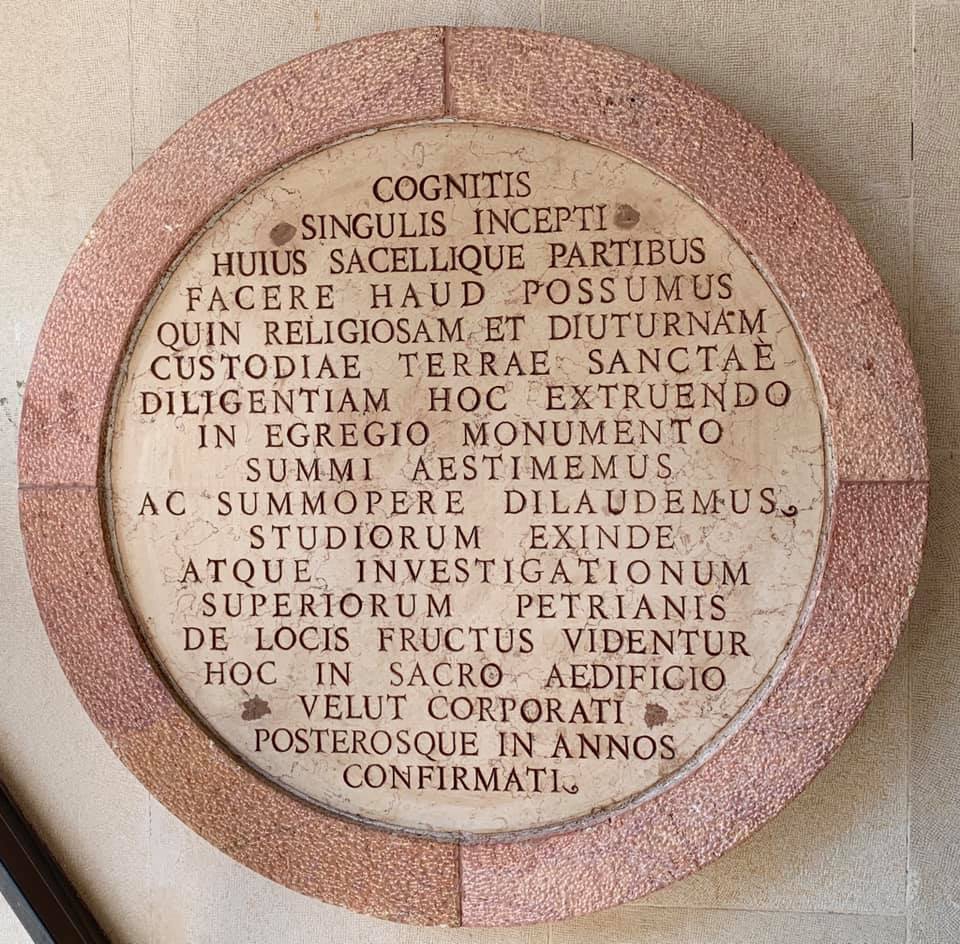 COGNITIS
SINGULIS INCEPTI
HUIUS SACELLIQUE PARTIBUS
FACERE HAUD POSSUMUS
QUIN RELIGIOSAM ET DIUTURNAM
CUSTODIAE TERRAE SANCTAE
DILIGENTIAM HOC EXTRUENDO
IN EGREGIO MONUMENTO
SUMMI AESTIMEMUS
AC SUMMOPERE DILAUDEMUS,
STUDIORUM EXINDE
ATQUE INVESTIGATIONUM
SUPERIORUM PETRIANIS
DE LOCIS FRUCTUS VIDENTUR
HOC IN SACRO AEDIFICIO
VELUT CORPORATI
POSTEROSQUE IN ANNOS
CONFIRMATI,